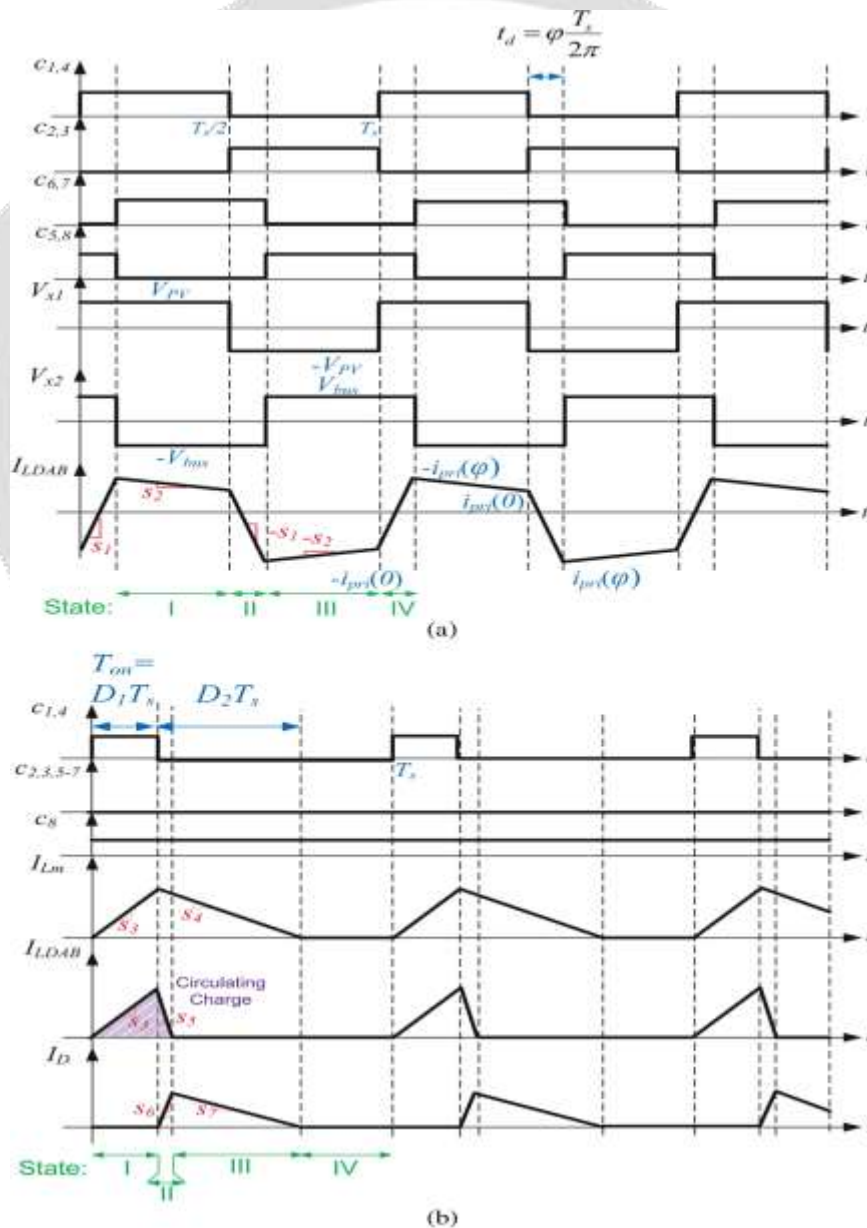 t_d = φ T_s / 2π
c_1,4
T_s/2
T_s
c_2,3
t
c_6,7
t
c_5,8
t
t
V_x1
V_PV
t
-V_PV
V_x2
V_bus
t
-V_bus
I_LDAB
-i_pri(φ)
s_2
i_pri(0)
t
s_1
-s_1
-s_2
-i_pri(0)
i_pri(φ)
State:
I
II
III
IV
(a)
T_on=
D_1T_s
D_2T_s
c_1,4
c_2,3,5-7
T_s
c_8
I_Lm
s_3
s_4
I_LDAB
Circulating
Charge
s_3
s_5
I_D
s_6
s_7
State:
I
II
III
IV
(b)